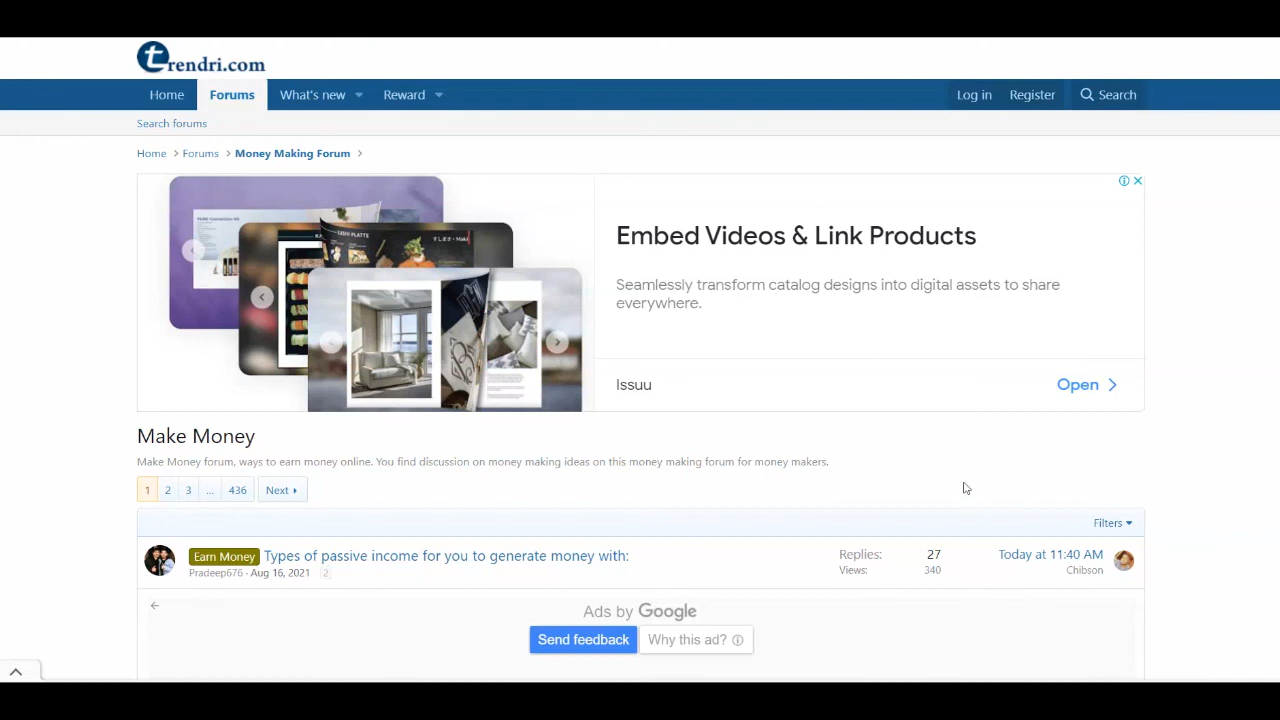 trendri.com
Home Forums What's new Reward Log in Register Search
Search forums
Home Forums Money Making Forum
SUSHI PLATTE
Embed Videos & Link Products
Seamlessly transform catalog designs into digital assets to share
everywhere.
Issuu Open
Make Money
Make Money forum, ways to earn money online. You find discussion on money making ideas on this money making forum for money makers.
1 2 3 ... 436 Next
Filters
Earn Money Types of passive income for you to generate money with: Replies: 27 Today at 11:40 AM
Pradeep676 · Aug 16, 2021 2 Views: 340 Chibson
Ads by Google
Send feedback Why this ad?